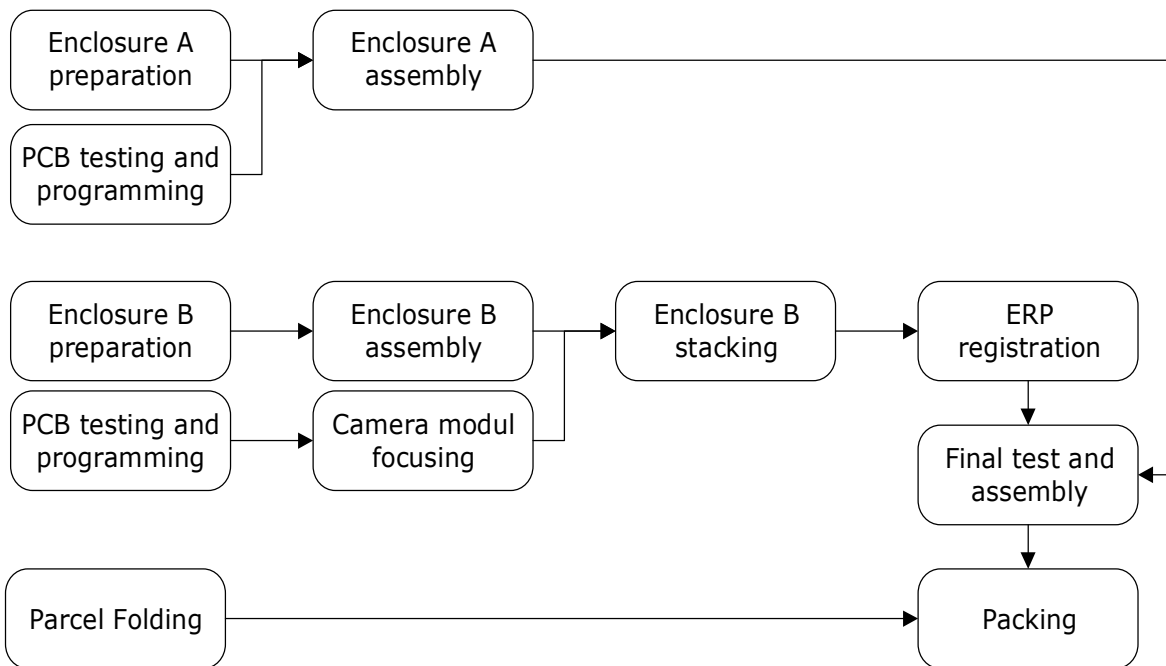 Enclosure A
preparation
Enclosure A
assembly
PCB testing and
programming
Enclosure B
preparation
Enclosure B
assembly
Enclosure B
stacking
ERP
registration
PCB testing and
programming
Camera modul
focusing
Final test and
assembly
Parcel Folding
Packing